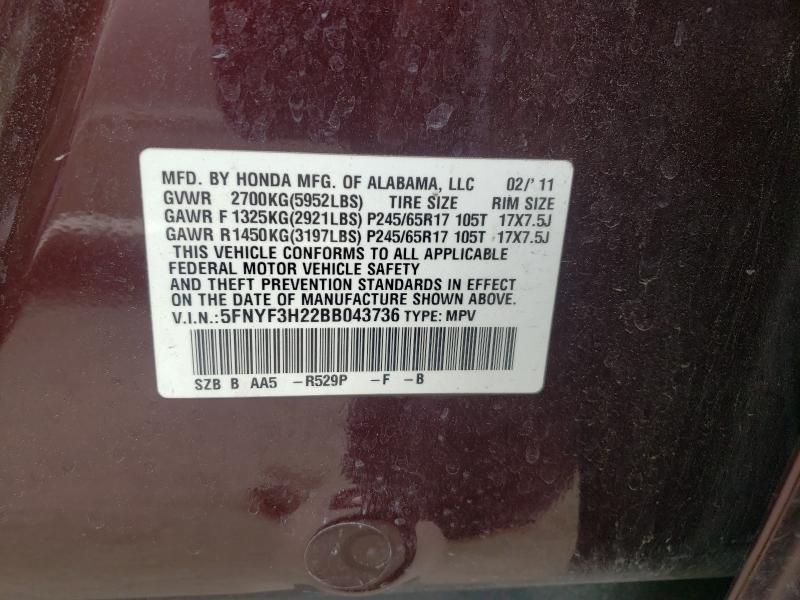 MFD. BY HONDA MFG. OF ALABAMA, LLC 02/'11
GVWR 2700KG(5952LBS) TIRE SIZE RIM SIZE
GAWR F 1325KG(2921LBS) P245/65R17 105T 17X7.5J
GAWR R1450KG(3197LBS) P245/65R17 105T 17X7.5J
THIS VEHICLE CONFORMS TO ALL APPLICABLE
FEDERAL MOTOR VEHICLE SAFETY
AND THEFT PREVENTION STANDARDS IN EFFECT
ON THE DATE OF MANUFACTURE SHOWN ABOVE.
V.I.N.:5FNYF3H22BB043736 TYPE: MPV
SZB B AA5 -R529P -F -B